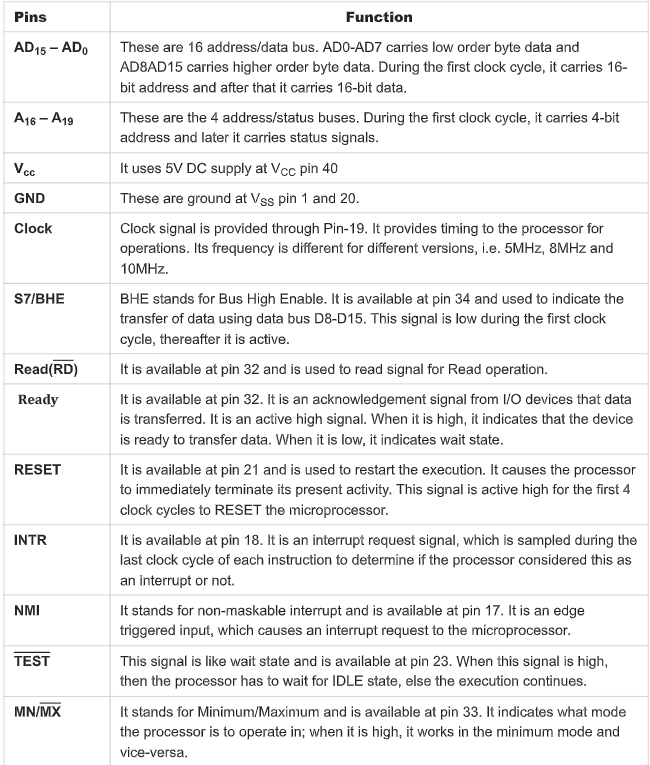 Pins Function
AD15 – AD0 These are 16 address/data bus. AD0-AD7 carries low order byte data and
AD8AD15 carries higher order byte data. During the first clock cycle, it carries 16-
bit address and after that it carries 16-bit data.
A16 – A19 These are the 4 address/status buses. During the first clock cycle, it carries 4-bit
address and later it carries status signals.
Vcc It uses 5V DC supply at VCC pin 40
GND These are ground at VSS pin 1 and 20.
Clock Clock signal is provided through Pin-19. It provides timing to the processor for
operations. Its frequency is different for different versions, i.e. 5MHz, 8MHz and
10MHz.
S7/BHE BHE stands for Bus High Enable. It is available at pin 34 and used to indicate the
transfer of data using data bus D8-D15. This signal is low during the first clock
cycle, thereafter it is active.
Read(R̅D̅) It is available at pin 32 and is used to read signal for Read operation.
Ready It is available at pin 32. It is an acknowledgement signal from I/O devices that data
is transferred. It is an active high signal. When it is high, it indicates that the device
is ready to transfer data. When it is low, it indicates wait state.
RESET It is available at pin 21 and is used to restart the execution. It causes the processor
to immediately terminate its present activity. This signal is active high for the first 4
clock cycles to RESET the microprocessor.
INTR It is available at pin 18. It is an interrupt request signal, which is sampled during the
last clock cycle of each instruction to determine if the processor considered this as
an interrupt or not.
NMI It stands for non-maskable interrupt and is available at pin 17. It is an edge
triggered input, which causes an interrupt request to the microprocessor.
T̅E̅S̅T̅ This signal is like wait state and is available at pin 23. When this signal is high,
then the processor has to wait for IDLE state, else the execution continues.
MN/M̅X̅ It stands for Minimum/Maximum and is available at pin 33. It indicates what mode
the processor is to operate in; when it is high, it works in the minimum mode and
vice-versa.